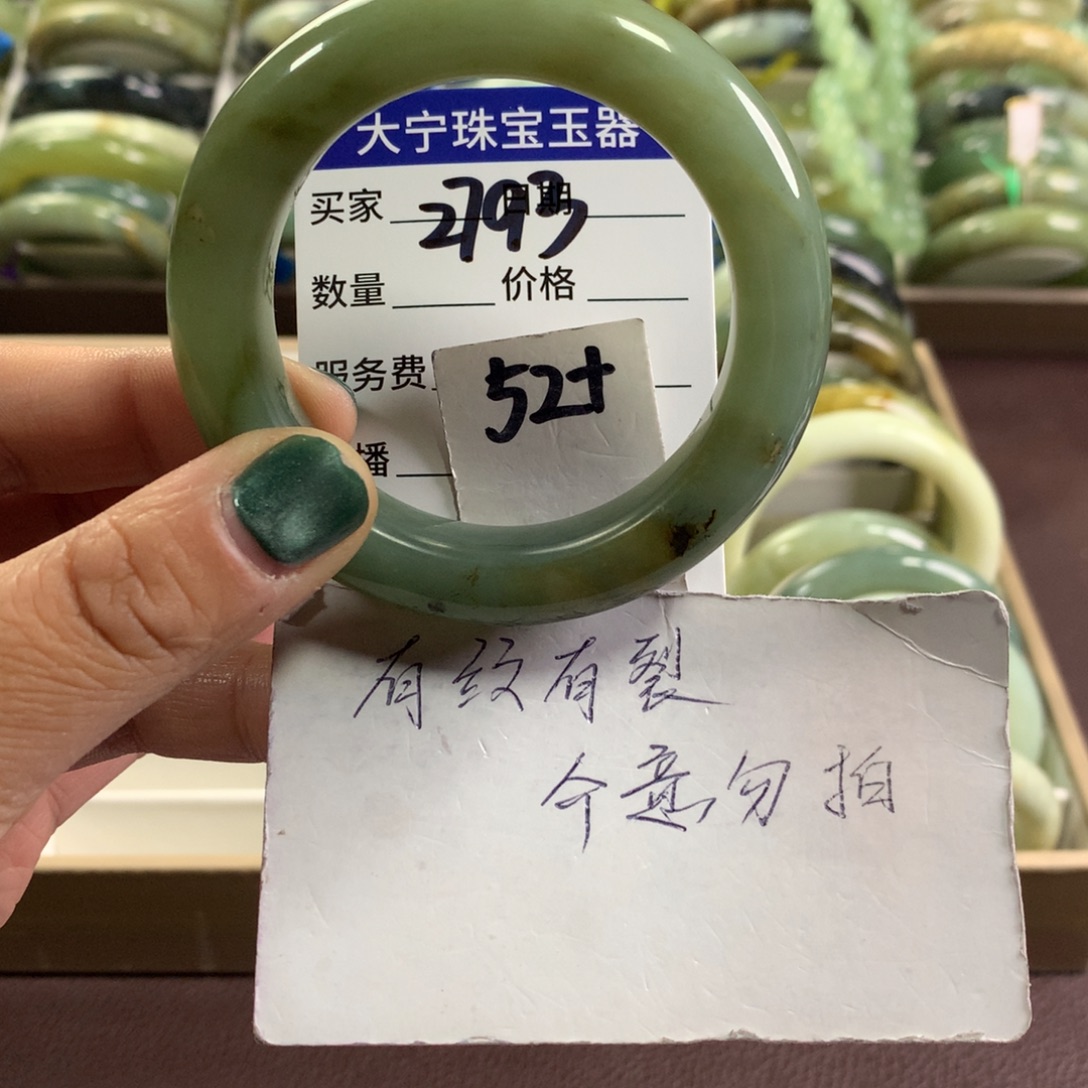 大宁珠宝玉器
买家 2793 日期
数量 价格
服务费
播
52+
有纹有裂
介意勿拍